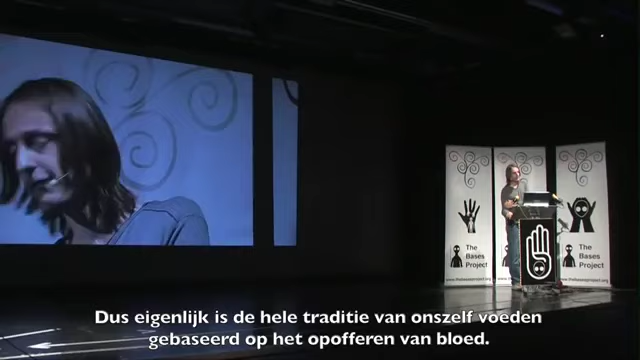 The
Bases
Project
The
Bases
Project
Dus eigenlijk is de hele traditie van onszelf voeden
gebaseerd op het opofferen van bloed.